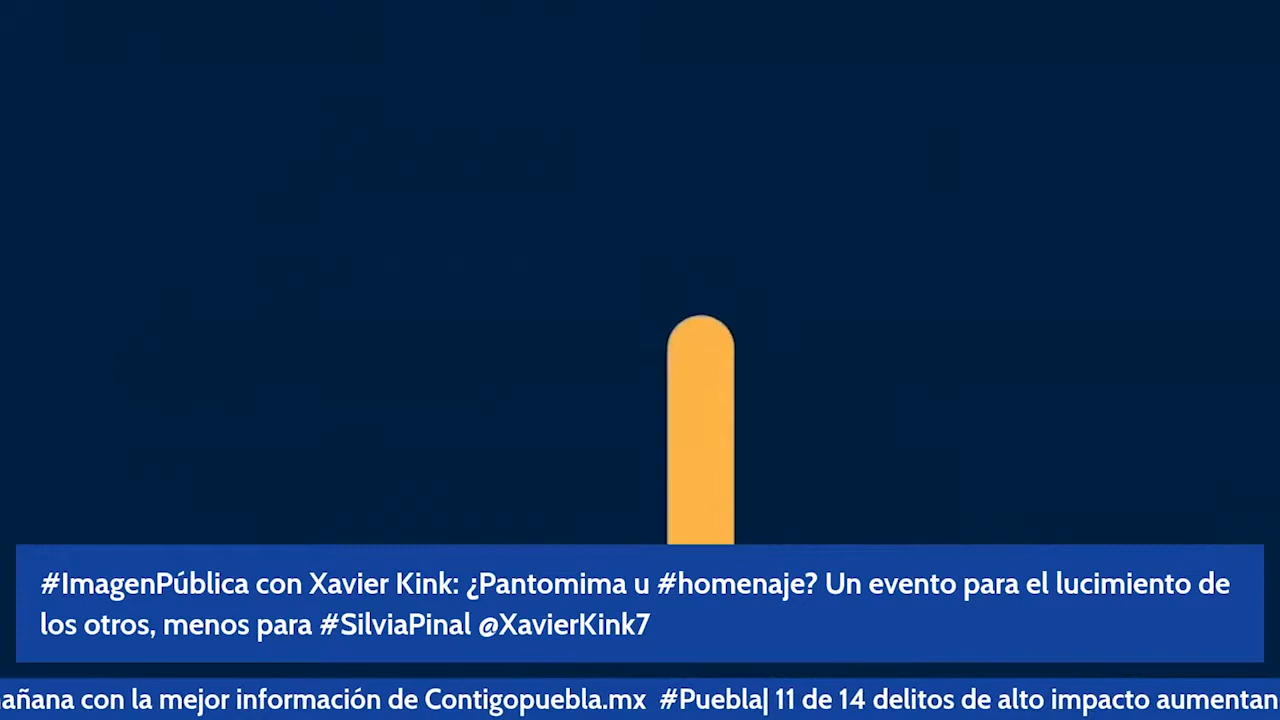 #ImagenPública con Xavier Kink: ¿Pantomima u #homenaje? Un evento para el lucimiento de
los otros, menos para #SilviaPinal @XavierKink7
con la mejor información de Contigopuebla.mx #Puebla| 11 de 14 delitos de alto impacto aumentan